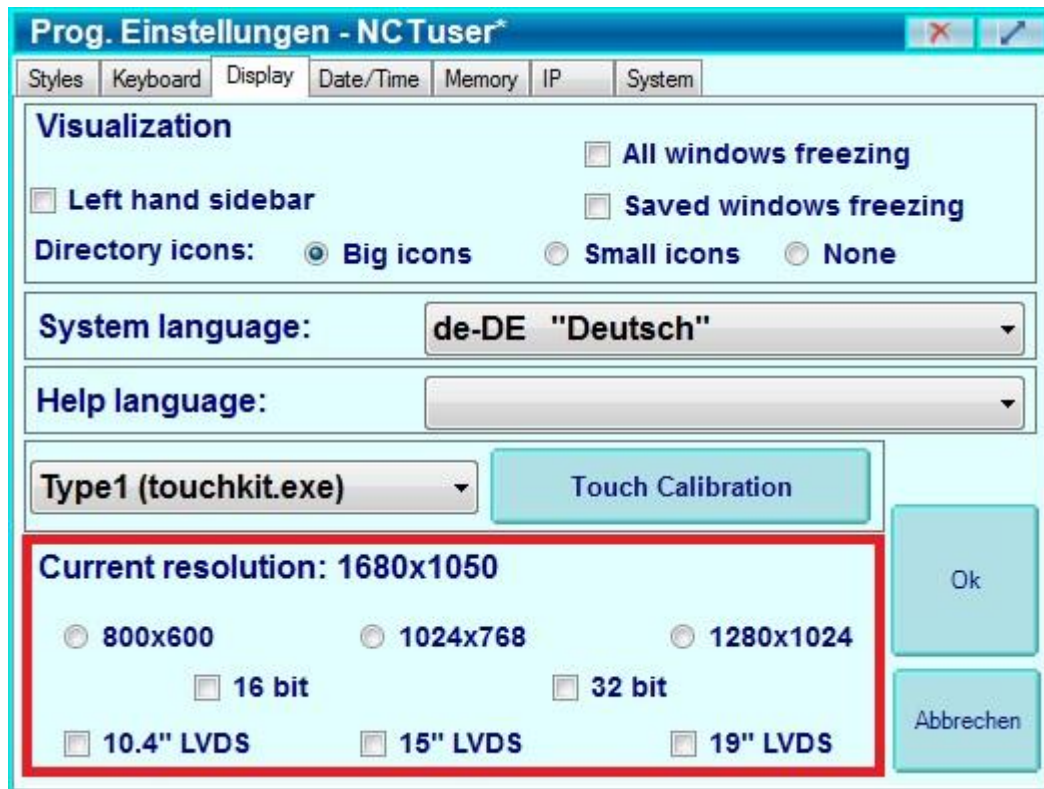 Prog. Einstellungen - NCTuser*
Styles Keyboard Display Date/Time Memory IP System
Visualization
All windows freezing
Left hand sidebar
Saved windows freezing
Directory icons: Big icons Small icons None
System language: de-DE "Deutsch"
Help language:
Type1 (touchkit.exe) Touch Calibration
Current resolution: 1680x1050
Ok
800x600 1024x768 1280x1024
16 bit 32 bit
Abbrechen
10.4" LVDS 15" LVDS 19" LVDS